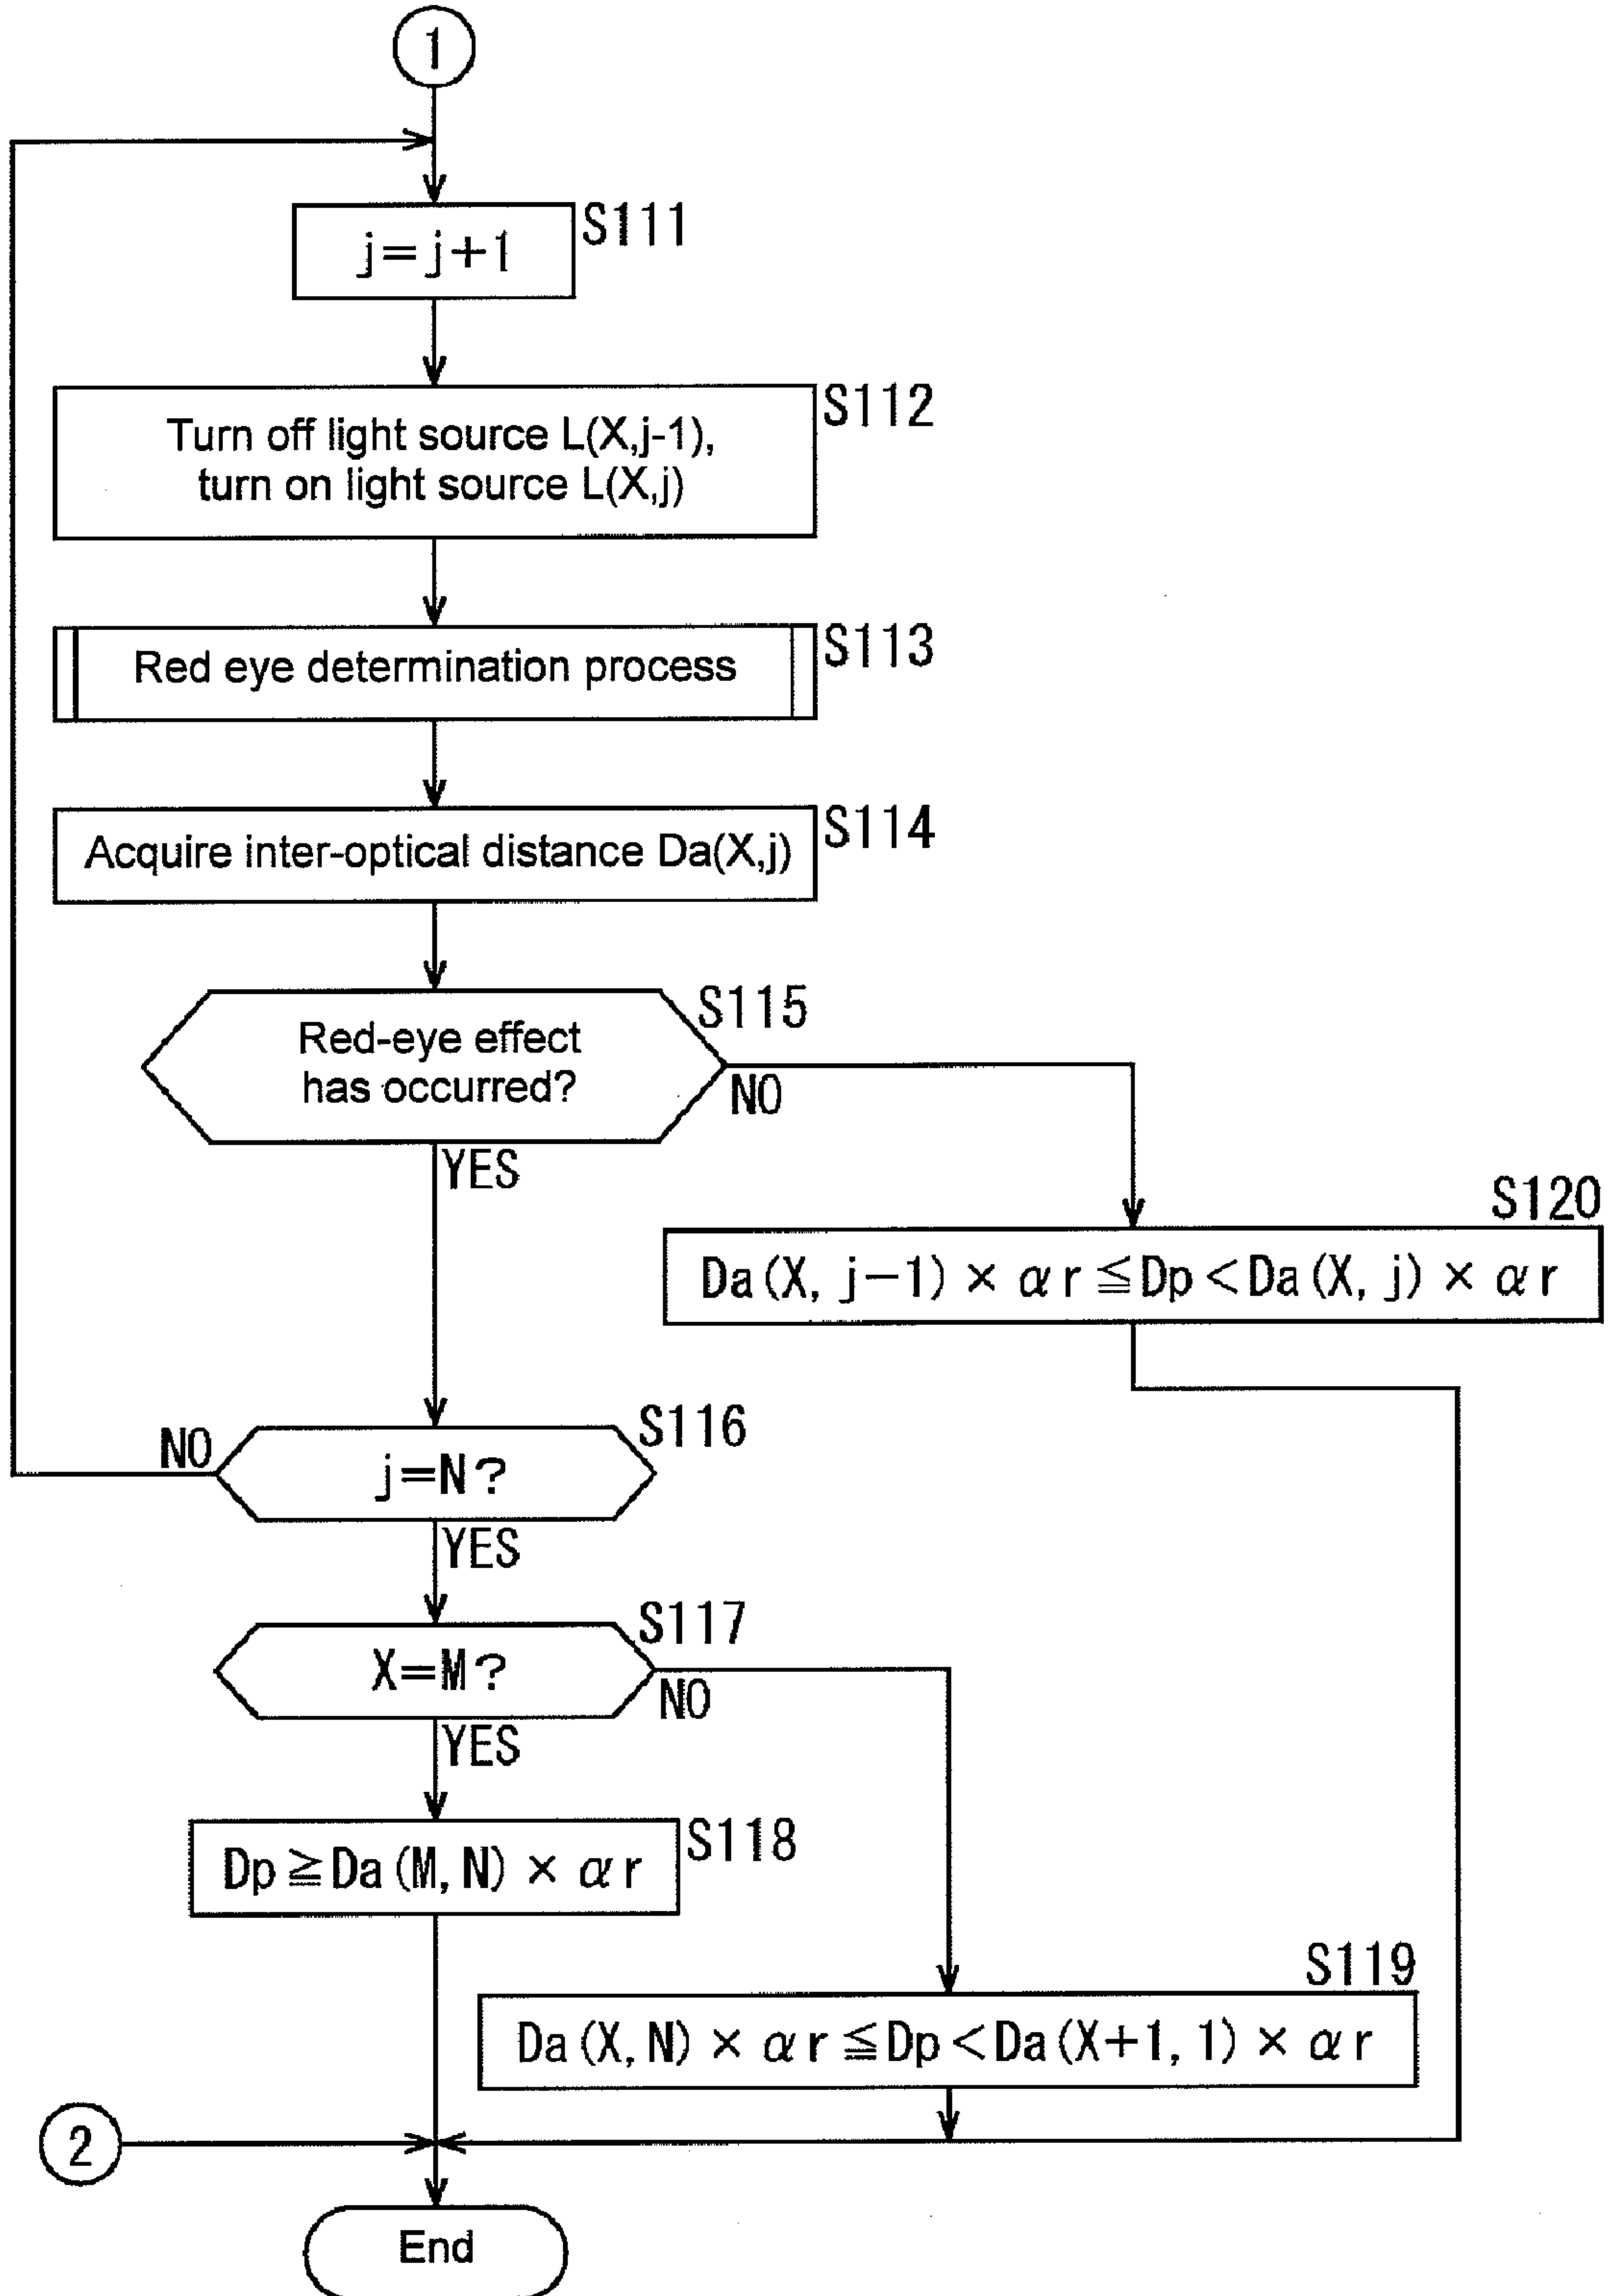 1
S111
j=j+1
S112
Turn off light source L(X,j-1),
turn on light source L(X,j)
S113
Red eye determination process
S114
Acquire inter-optical distance Da(X,j)
S115
Red-eye effect
has occurred?
NO
YES
S120
Da(X, j−1)× αr≦Dp<Da(X, j)× αr
S116
NO
j=N?
YES
S117
X=M?
NO
YES
S118
Dp≧Da(M,N)× αr
S119
Da(X,N)× αr≦Dp<Da(X+1,1)× αr
2
End